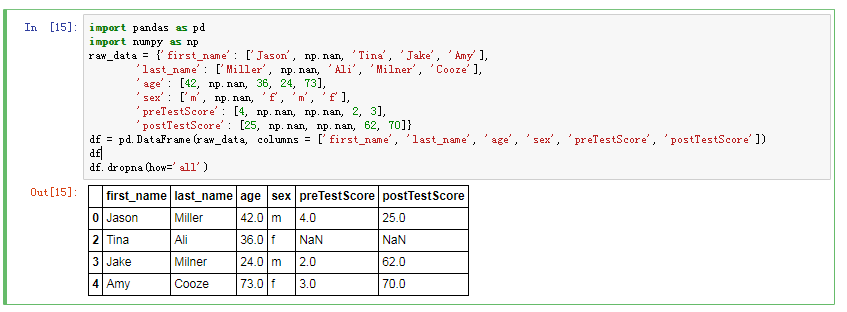 In [15]: import pandas as pd
import numpy as np
raw_data = {'first_name': ['Jason', np.nan, 'Tina', 'Jake', 'Amy'],
'last_name': ['Miller', np.nan, 'Ali', 'Milner', 'Cooze'],
'age': [42, np.nan, 36, 24, 73],
'sex': ['m', np.nan, 'f', 'm', 'f'],
'preTestScore': [4, np.nan, np.nan, 2, 3],
'postTestScore': [25, np.nan, np.nan, 62, 70]}
df = pd.DataFrame(raw_data, columns = ['first_name', 'last_name', 'age', 'sex', 'preTestScore', 'postTestScore'])
df
df.dropna(how='all')
Out[15]:
first_name last_name age sex preTestScore postTestScore
0 Jason Miller 42.0 m 4.0 25.0
2 Tina Ali 36.0 f NaN NaN
3 Jake Milner 24.0 m 2.0 62.0
4 Amy Cooze 73.0 f 3.0 70.0